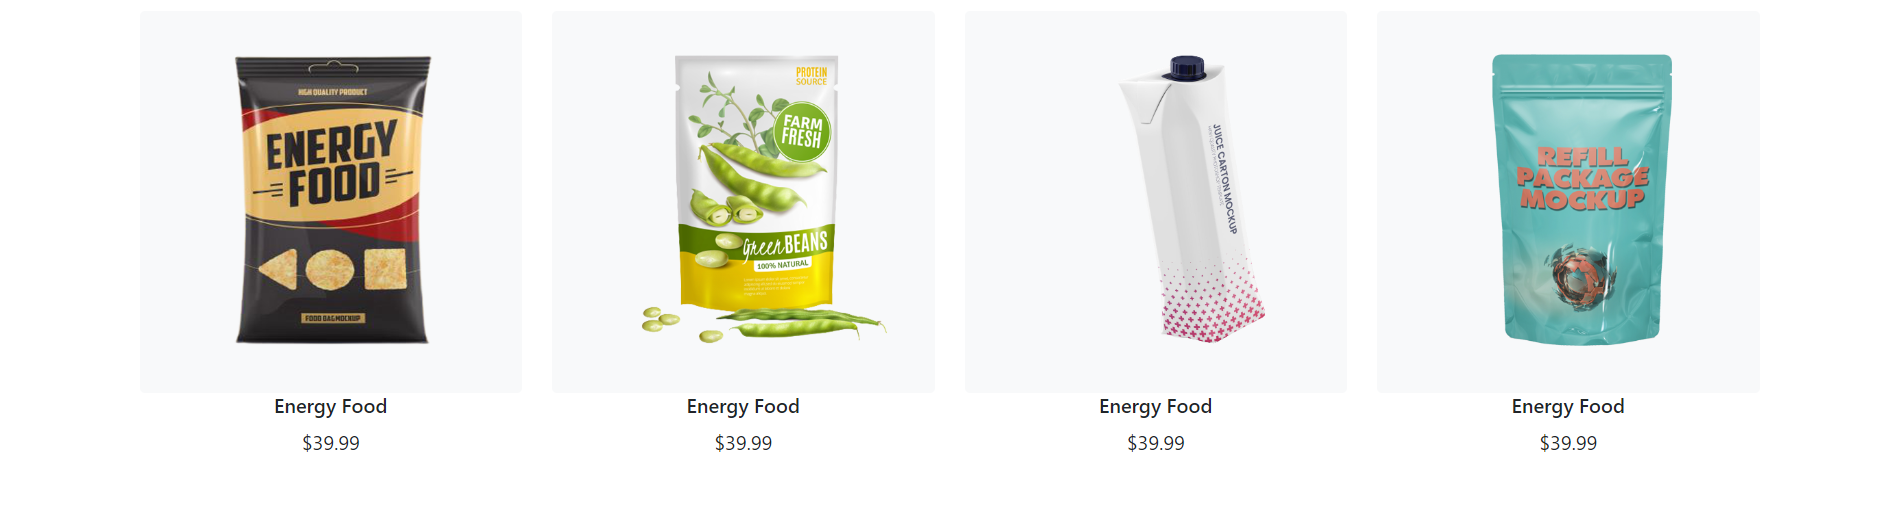 HIGH QUALITY PRODUCT
ENERGY
FOOD
FOOD BAG MOCKUP
PROTEIN
SOURCE
FARM
FRESH
Green BEANS
100% NATURAL
JUICE CARTON MOCKUP
REFILL
PACKAGE
MOCKUP
Energy Food
$39.99
Energy Food
$39.99
Energy Food
$39.99
Energy Food
$39.99